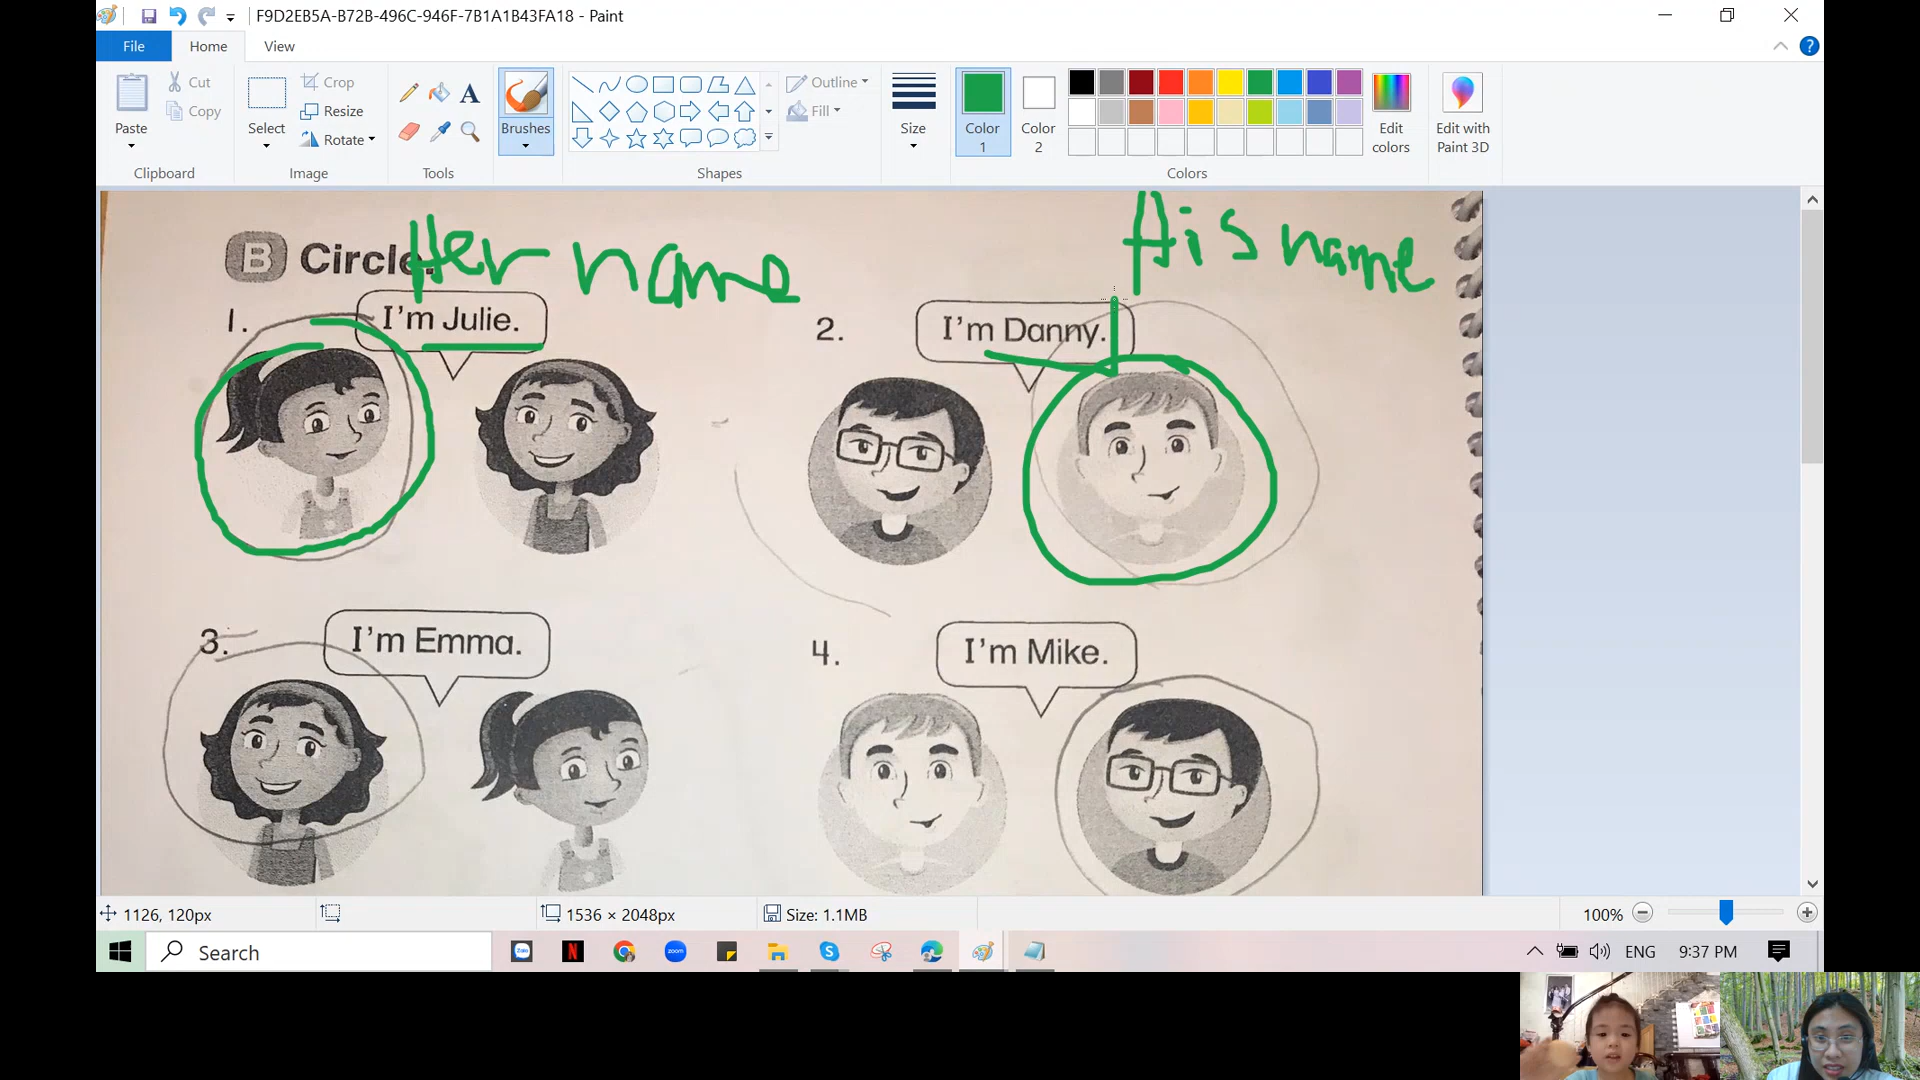 F9D2EB5A-B72B-496C-946F-7B1A1B43FA18 - Paint
File Home View
Paste Cut Copy Clipboard
Select Crop Resize Rotate Image
Tools
Brushes
Shapes
Outline Fill
Size
Color 1
Color 2
Edit colors
Colors
Edit with Paint 3D
B Circle.
Her name
His name
1. I'm Julie.
2. I'm Danny.
3. I'm Emma.
4. I'm Mike.
1126, 120px
1536 × 2048px
Size: 1.1MB
100%
Search
Zalo
N
zoom
S
ENG
9:37 PM